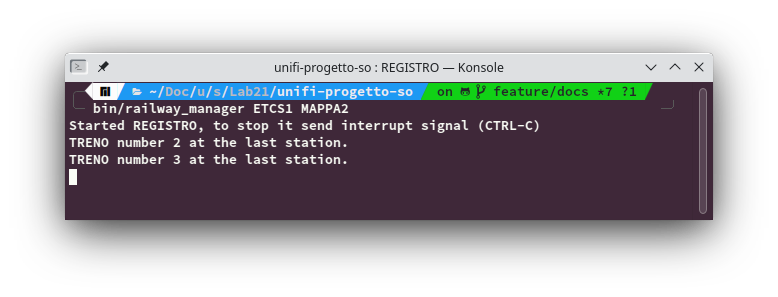 unifi-progetto-so : REGISTRO — Konsole
~/Doc/u/s/Lab21/unifi-progetto-so on feature/docs ★7 ?1
bin/railway_manager ETCS1 MAPPA2
Started REGISTRO, to stop it send interrupt signal (CTRL-C)
TRENO number 2 at the last station.
TRENO number 3 at the last station.